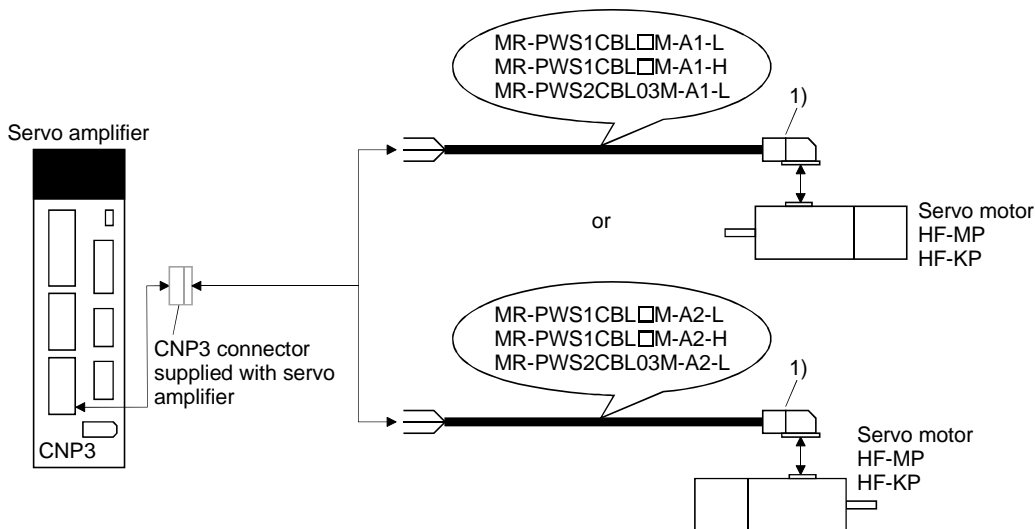 MR-PWS1CBL□M-A1-L
MR-PWS1CBL□M-A1-H
MR-PWS2CBL03M-A1-L
1)
Servo amplifier
or
Servo motor
HF-MP
HF-KP
MR-PWS1CBL□M-A2-L
MR-PWS1CBL□M-A2-H
MR-PWS2CBL03M-A2-L
CNP3 connector
supplied with servo
amplifier
1)
CNP3
Servo motor
HF-MP
HF-KP